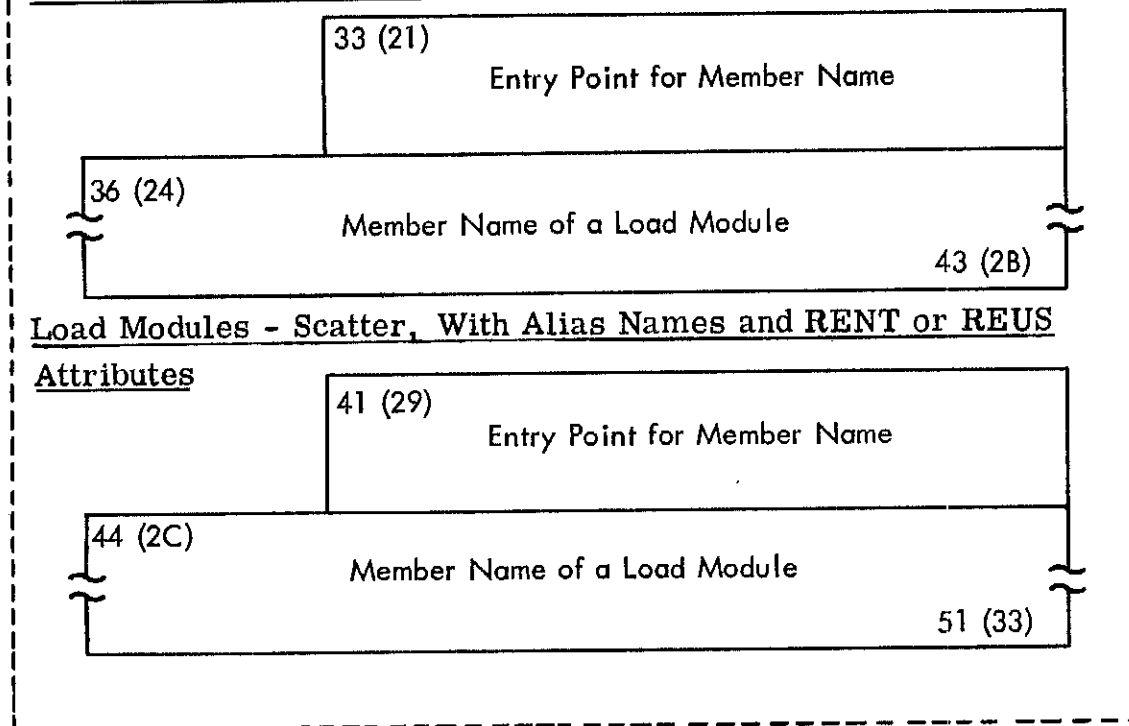 33 (21)
Entry Point for Member Name
36 (24)
Member Name of a Load Module
43 (2B)
Load Modules - Scatter, With Alias Names and RENT or REUS
Attributes
41 (29)
Entry Point for Member Name
44 (2C)
Member Name of a Load Module
51 (33)